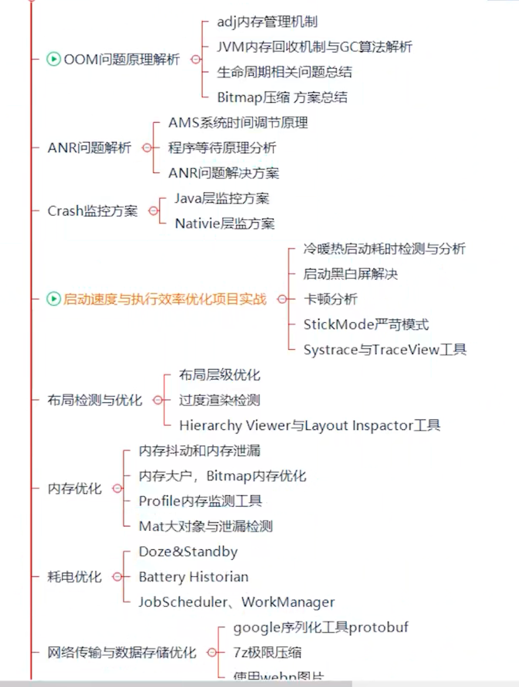 adj内存管理机制
OOM问题原理解析
JVM内存回收机制与GC算法解析
生命周期相关问题总结
Bitmap压缩 方案总结
ANR问题解析
AMS系统时间调节原理
程序等待原理分析
ANR问题解决方案
Crash监控方案
Java层监控方案
Nativie层监方案
启动速度与执行效率优化项目实战
冷暖热启动耗时检测与分析
启动黑白屏解决
卡顿分析
StickMode严苛模式
Systrace与TraceView工具
布局检测与优化
布局层级优化
过度渲染检测
Hierarchy Viewer与Layout Inspactor工具
内存优化
内存抖动和内存泄漏
内存大户，Bitmap内存优化
Profile内存监测工具
Mat大对象与泄漏检测
耗电优化
Doze&Standby
Battery Historian
JobScheduler、WorkManager
网络传输与数据存储优化
google序列化工具protobuf
7z极限压缩
使用webp图片